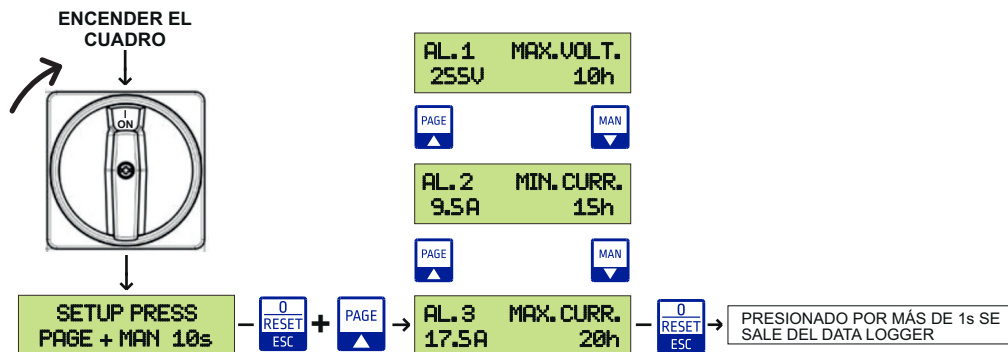 ENCENDER EL
CUADRO
I
ON
SETUP PRESS
PAGE + MAN 10s
0
RESET
ESC
+
PAGE
AL.1 MAX.VOLT.
255V 10h
PAGE
MAN
AL.2 MIN.CURR.
9.5A 15h
PAGE
MAN
AL.3 MAX.CURR.
17.5A 20h
0
RESET
ESC
PRESIONADO POR MÁS DE 1s SE
SALE DEL DATA LOGGER